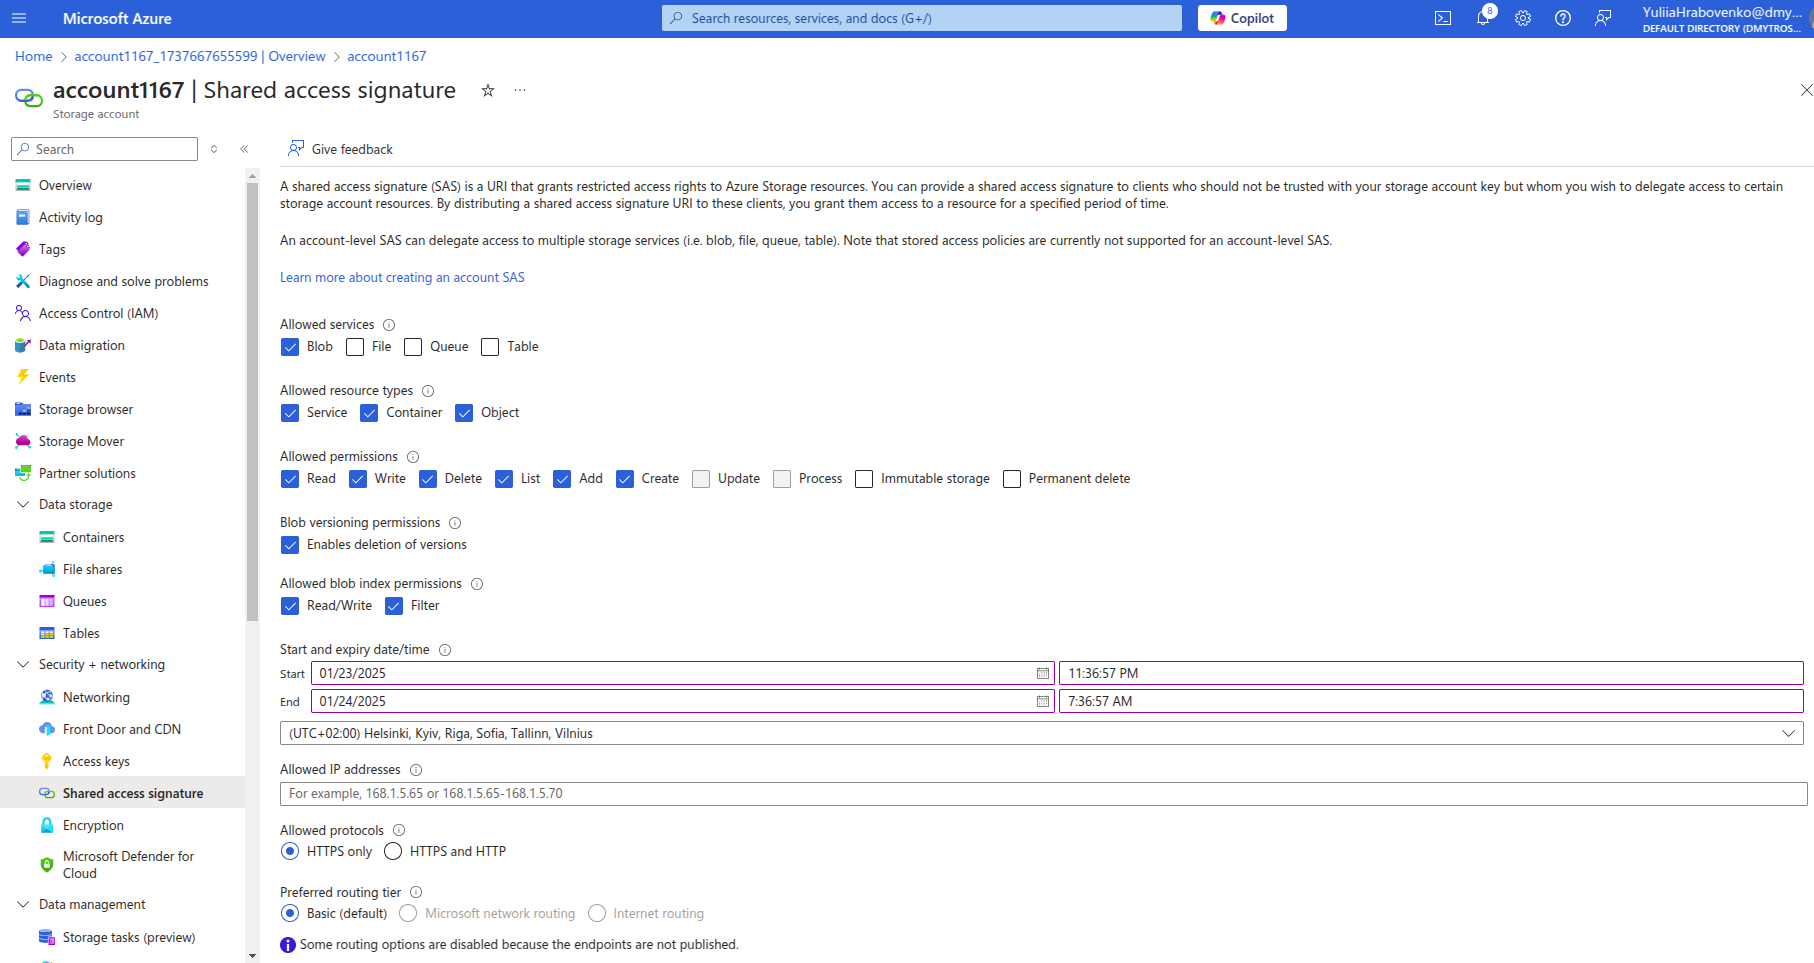 Microsoft Azure
Search resources, services, and docs (G+/)
Copilot
8
YuliiaHrabovenko@dmy...
DEFAULT DIRECTORY (DMYTROS...
Home > account1167_1737667655599 | Overview > account1167
account1167 | Shared access signature
Storage account
Search
Overview
Activity log
Tags
Diagnose and solve problems
Access Control (IAM)
Data migration
Events
Storage browser
Storage Mover
Partner solutions
Data storage
Containers
File shares
Queues
Tables
Security + networking
Networking
Front Door and CDN
Access keys
Shared access signature
Encryption
Microsoft Defender for
Cloud
Data management
Storage tasks (preview)
Give feedback
A shared access signature (SAS) is a URI that grants restricted access rights to Azure Storage resources. You can provide a shared access signature to clients who should not be trusted with your storage account key but whom you wish to delegate access to certain
storage account resources. By distributing a shared access signature URI to these clients, you grant them access to a resource for a specified period of time.
An account-level SAS can delegate access to multiple storage services (i.e. blob, file, queue, table). Note that stored access policies are currently not supported for an account-level SAS.
Learn more about creating an account SAS
Allowed services
Blob File Queue Table
Allowed resource types
Service Container Object
Allowed permissions
Read Write Delete List Add Create Update Process Immutable storage Permanent delete
Blob versioning permissions
Enables deletion of versions
Allowed blob index permissions
Read/Write Filter
Start and expiry date/time
Start 01/23/2025 11:36:57 PM
End 01/24/2025 7:36:57 AM
(UTC+02:00) Helsinki, Kyiv, Riga, Sofia, Tallinn, Vilnius
Allowed IP addresses
For example, 168.1.5.65 or 168.1.5.65-168.1.5.70
Allowed protocols
HTTPS only HTTPS and HTTP
Preferred routing tier
Basic (default) Microsoft network routing Internet routing
Some routing options are disabled because the endpoints are not published.